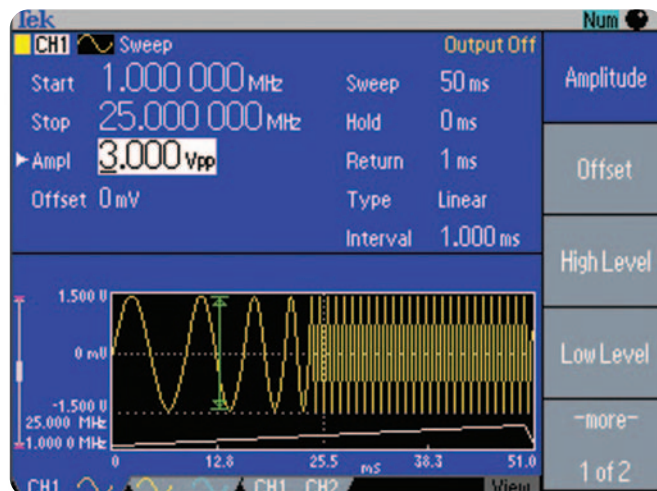 Tek
Num
CH1 Sweep
Output Off
Start 1.000 000 MHz
Sweep 50 ms
Stop 25.000 000 MHz
Hold 0 ms
Ampl 3.000 Vpp
Return 1 ms
Offset 0 mV
Type Linear
Interval 1.000 ms
Amplitude
Offset
High Level
Low Level
-more-
1 of 2
1.500 V
0 mV
-1.500 V
25.000 MHz
1.000 0 MHz
0 12.8 25.5 ms 38.3 51.0
CH1 CH1 CH2 View